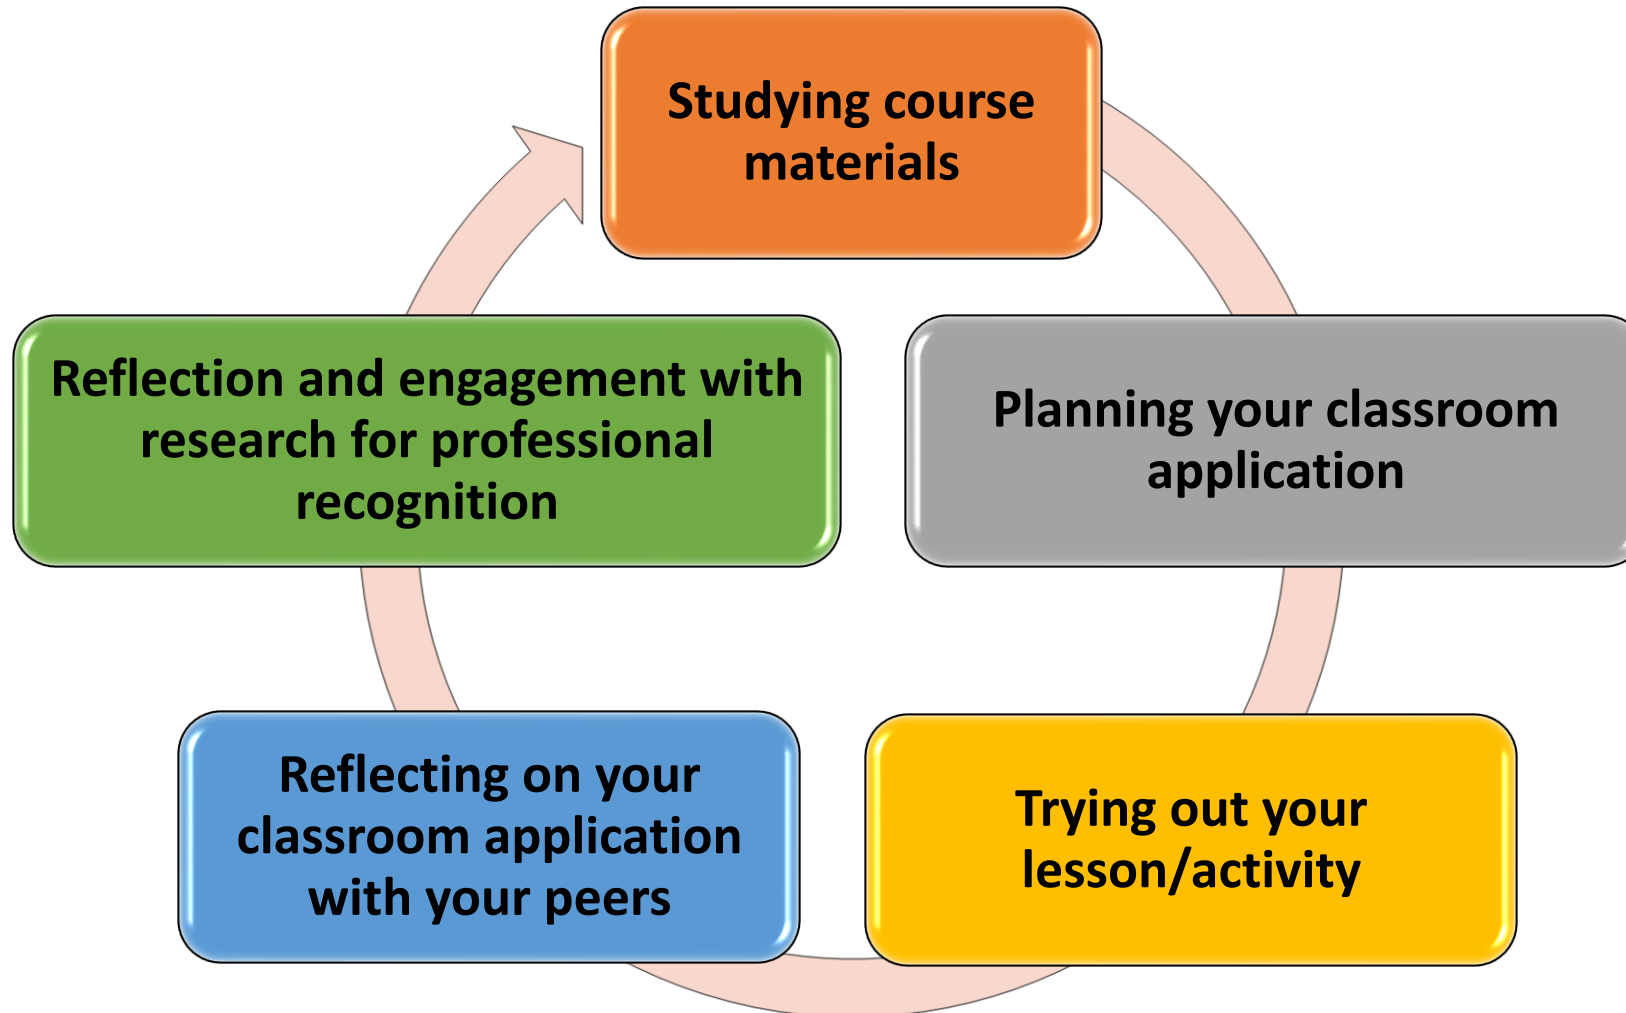 Studying course
materials
Planning your classroom
application
Trying out your
lesson/activity
Reflecting on your
classroom application
with your peers
Reflection and engagement with
research for professional
recognition